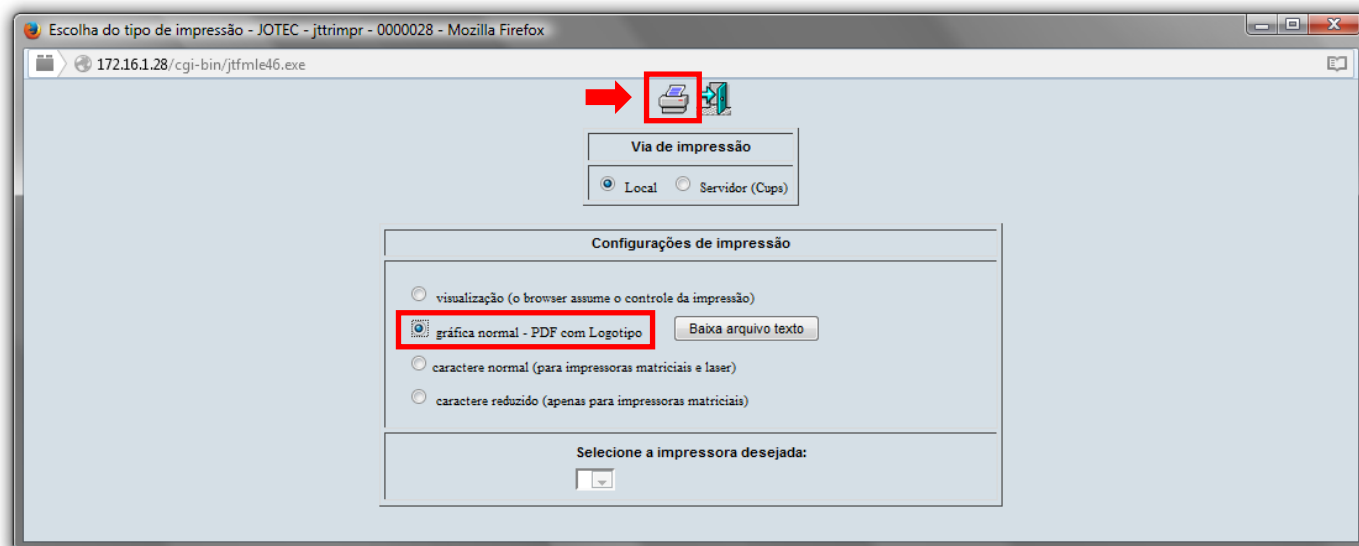 Escolha do tipo de impressão - JOTEC - jttrimpr - 0000028 - Mozilla Firefox
172.16.1.28/cgi-bin/jtfmle46.exe
Via de impressão
Local Servidor (Cups)
Configurações de impressão
visualização (o browser assume o controle da impressão)
gráfica normal - PDF com Logotipo Baixa arquivo texto
caractere normal (para impressoras matriciais e laser)
caractere reduzido (apenas para impressoras matriciais)
Selecione a impressora desejada: